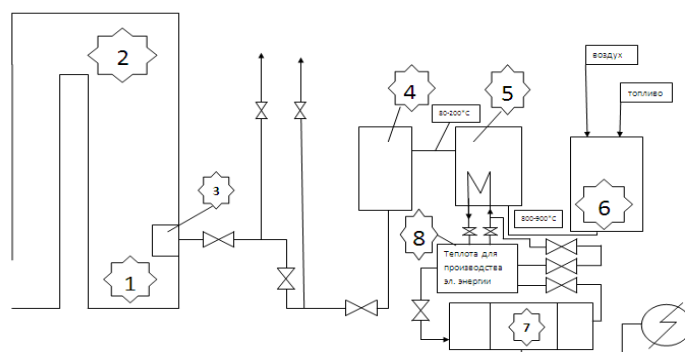 2
1
3
4
80-200°C
5
воздух
топливо
6
800-900°C
8
Теплота для
производства
эл. энергии
7